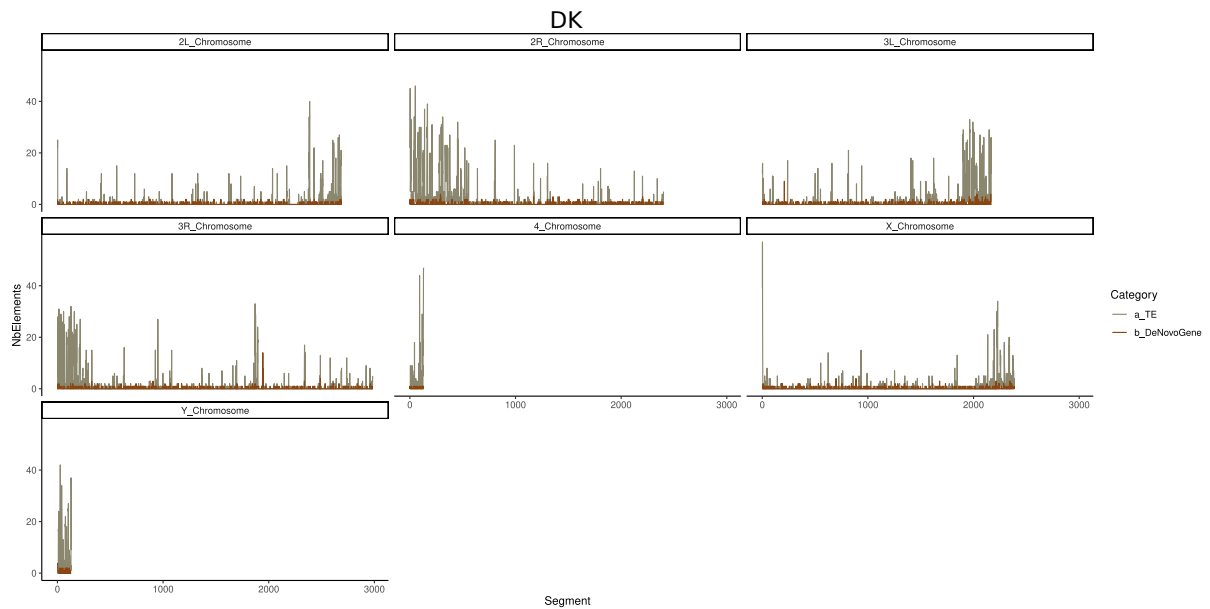 DK
2L_Chromosome
2R_Chromosome
3L_Chromosome
40
20
0
3R_Chromosome
4_Chromosome
X_Chromosome
NbElements
40
20
0
Category
a_TE
b_DeNovoGene
0
1000
2000
3000
0
1000
2000
3000
Y_Chromosome
40
20
0
0
1000
2000
3000
Segment